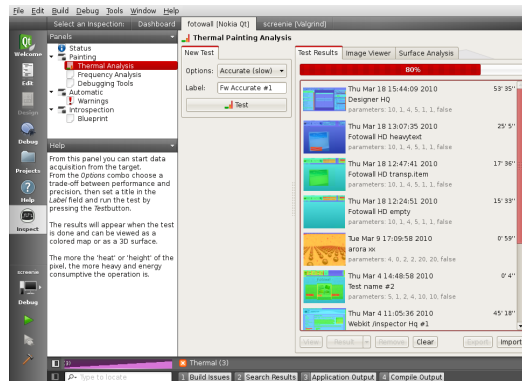 File Edit Build Debug Tools Window Help
Select an Inspection: Dashboard fotowall [Nokia Qt] screenie [Valgrind]
Welcome
Edit
Design
Debug
Projects
Help
Inspect
screenie
Debug
Panels
Status
Painting
Thermal Analysis
Frequency Analysis
Debugging Tools
Automatic
Warnings
Introspection
Blueprint
Help
From this panel you can start data
acquisition from the target.
From the Options combo choose a
trade-off between performance and
precision, then set a title in the
Label field and run the test by
pressing the Testbutton.
The results will appear when the test
is done and can be viewed as a
colored map or as a 3D surface.
The more the 'heat' or 'height' of the
pixel, the more heavy and energy
consumptive the operation is.
Thermal Painting Analysis
New Test
Options: Accurate (slow)
Label: Fw Accurate #1
Test
Test Results Image Viewer Surface Analysis
80%
Thu Mar 18 15:44:09 2010 53' 35"
Designer HQ
parameters: 10, 1, 4, 5, 1, 1, false
Thu Mar 18 13:07:35 2010 25' 5"
Fotowall HD heavytext
parameters: 10, 1, 4, 5, 1, 1, false
Thu Mar 18 12:47:41 2010 17' 36"
Fotowall HD transp.item
parameters: 10, 1, 4, 5, 1, 1, false
Thu Mar 18 12:24:51 2010 15' 33"
Fotowall HD empty
parameters: 10, 1, 4, 5, 1, 1, false
Tue Mar 9 17:09:58 2010 0' 59"
arora xx
parameters: 4, 0, 2, 2, 20, 20, false
Thu Mar 4 14:48:58 2010 0' 4"
Test name #2
parameters: 5, 1, 2, 4, 10, 10, false
Thu Mar 4 11:05:36 2010 45' 18"
Webkit /inspector Hq #1
parameters: 10, 1, 4, 5, 1, 1, false
View Result Remove Clear Export Import
Thermal (3)
Type to locate 1 Build Issues 2 Search Results 3 Application Output 4 Compile Output